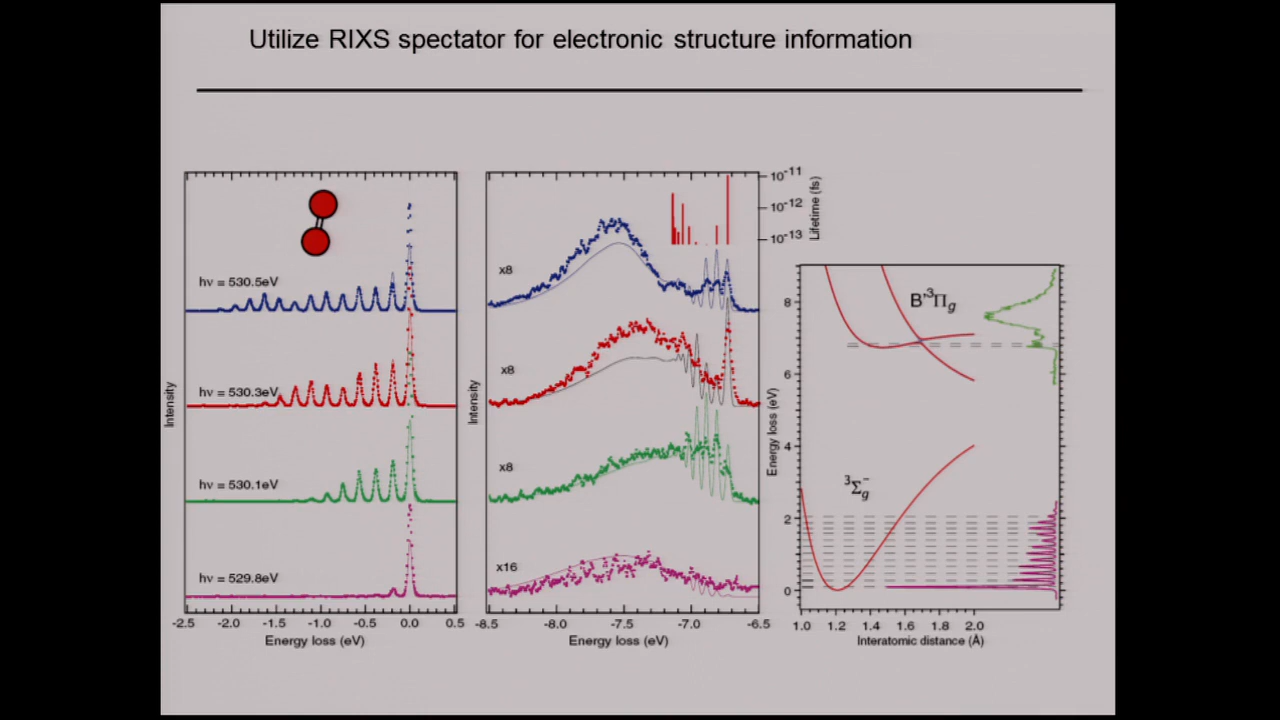 Utilize RIXS spectator for electronic structure information
hν = 530.5eV
hν = 530.3eV
hν = 530.1eV
hν = 529.8eV
Intensity
-2.5 -2.0 -1.5 -1.0 -0.5 0.0 0.5
Energy loss (eV)
x8
x8
x8
x16
Intensity
-8.5 -8.0 -7.5 -7.0 -6.5
Energy loss (eV)
10-11
10-12
10-13
Lifetime (fs)
B'³Πg
³Σg⁻
8
6
4
2
0
Energy loss (eV)
1.0 1.2 1.4 1.6 1.8 2.0
Interatomic distance (Å)